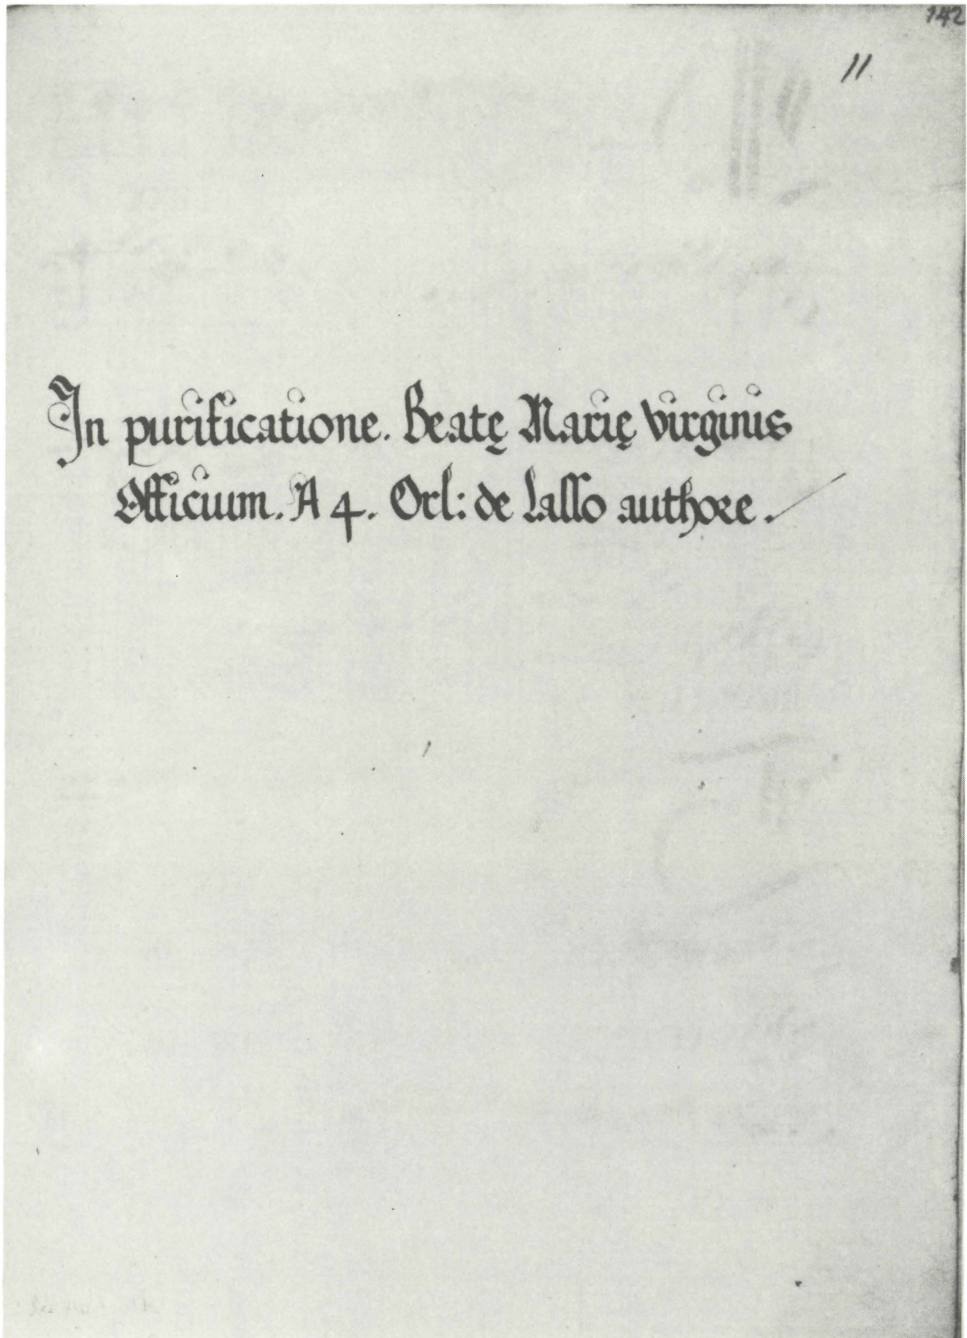 142
11
In purificatione. Beatę Marię virginis
Officium. A 4. Orl: de Lasso authore.